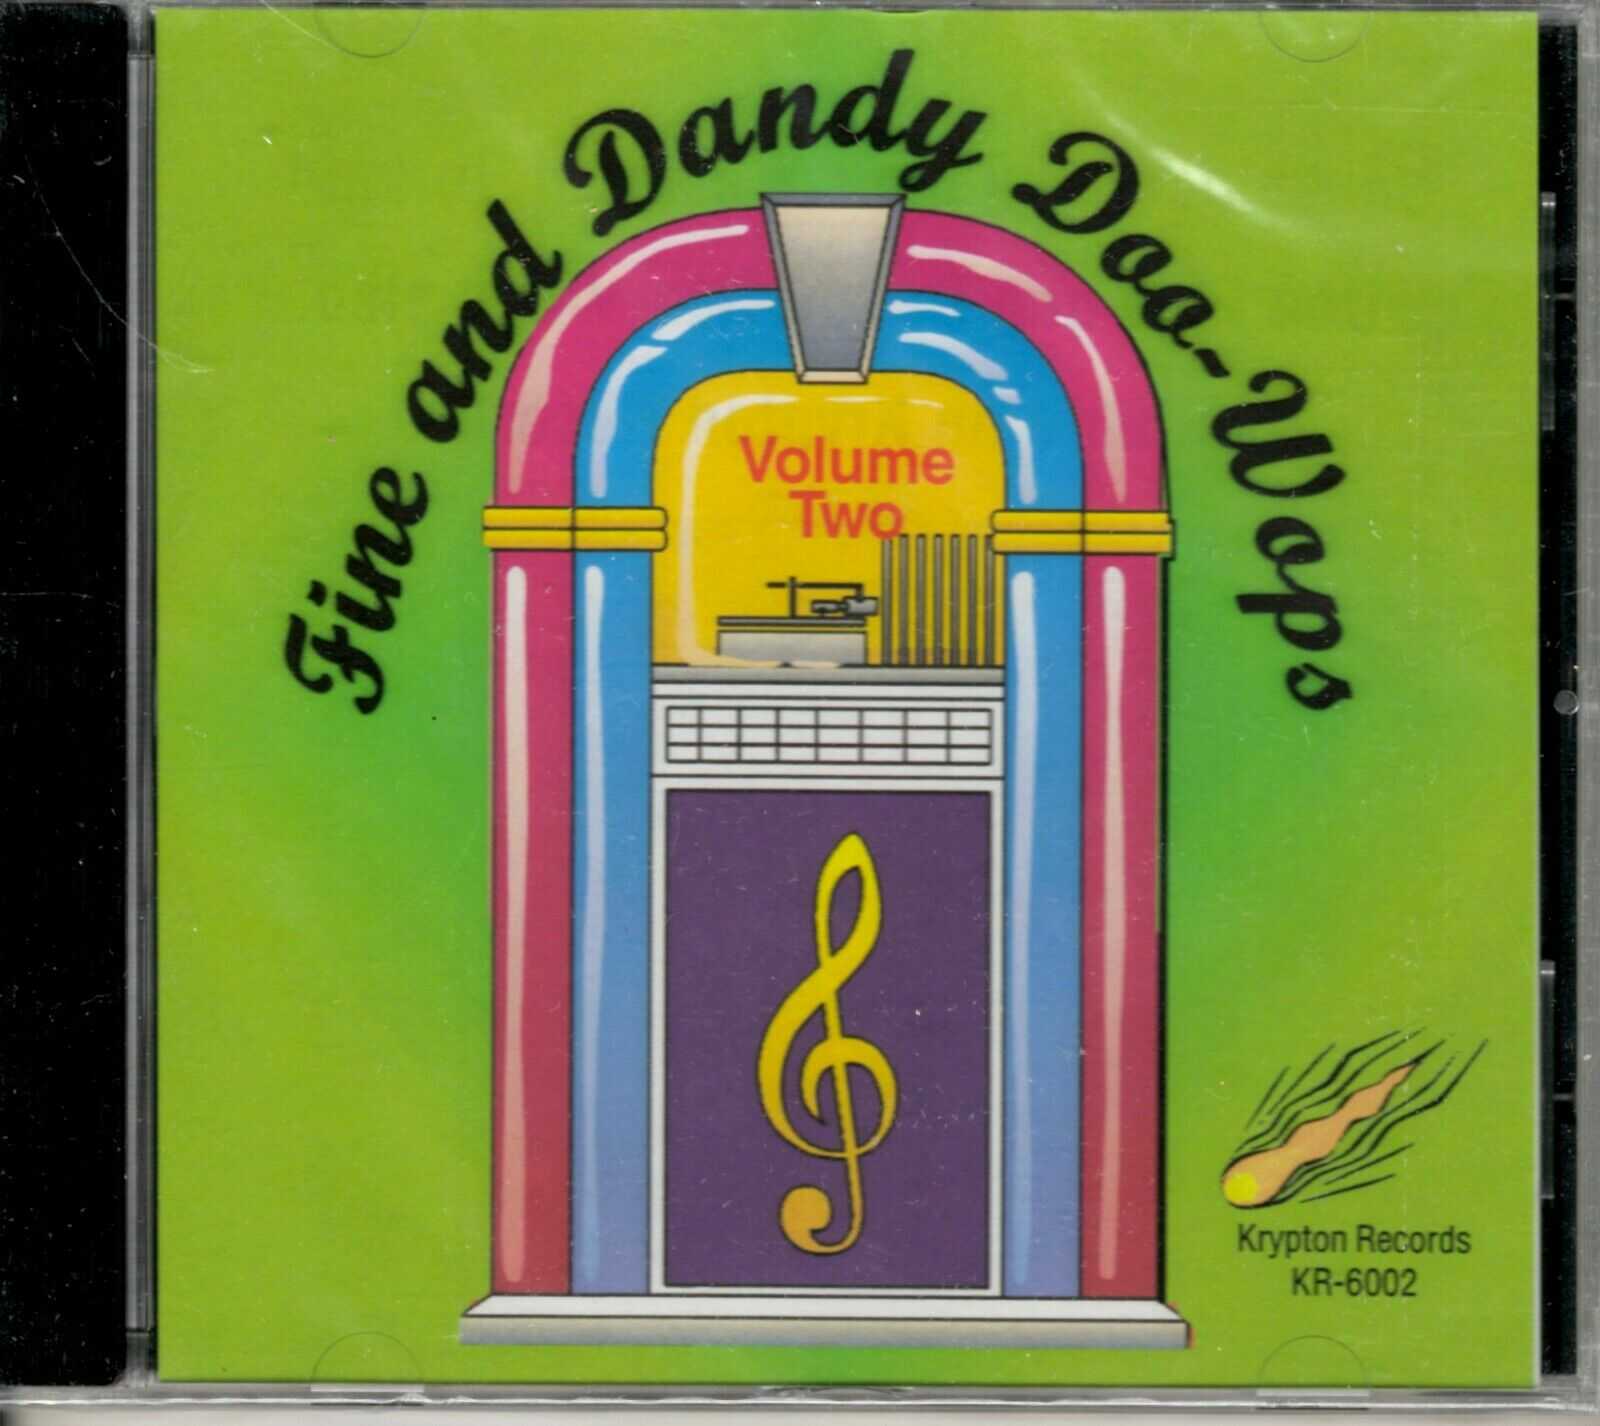 Fine and Dandy Doo-Wops
Volume
Two
Krypton Records
KR-6002